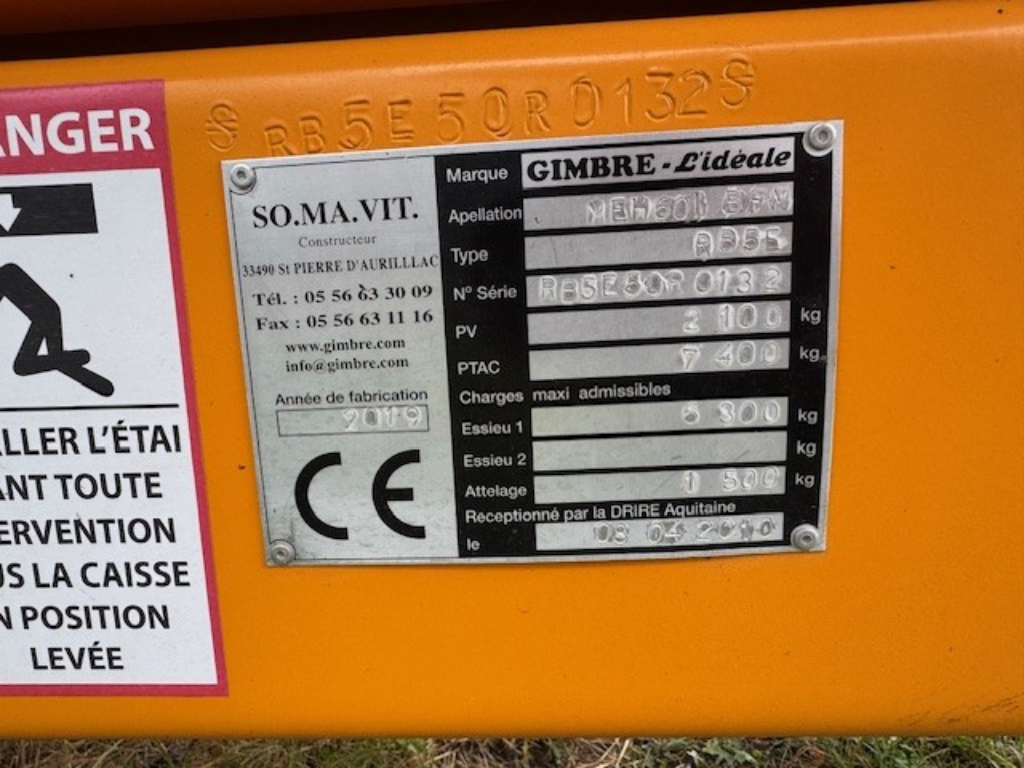 S RB5E50R0132 S
ANGER
LLER L'ÉTAI
ANT TOUTE
ERVENTION
US LA CAISSE
N POSITION
LEVÉE
SO.MA.VIT.
Constructeur
33490 St PIERRE D'AURILLLAC
Tél. : 05 56 63 30 09
Fax : 05 56 63 11 16
www.gimbre.com
info@gimbre.com
Année de fabrication
2019
CE
Marque GIMBRE - L'idéale
Apellation
Type RB5E
N° Série RB5E50R0132
PV 2 100 kg
PTAC 7 400 kg
Charges maxi admissibles
Essieu 1 300 kg
Essieu 2 kg
Attelage 1 500 kg
Receptionné par la DRIRE Aquitaine
le 08 04 2010